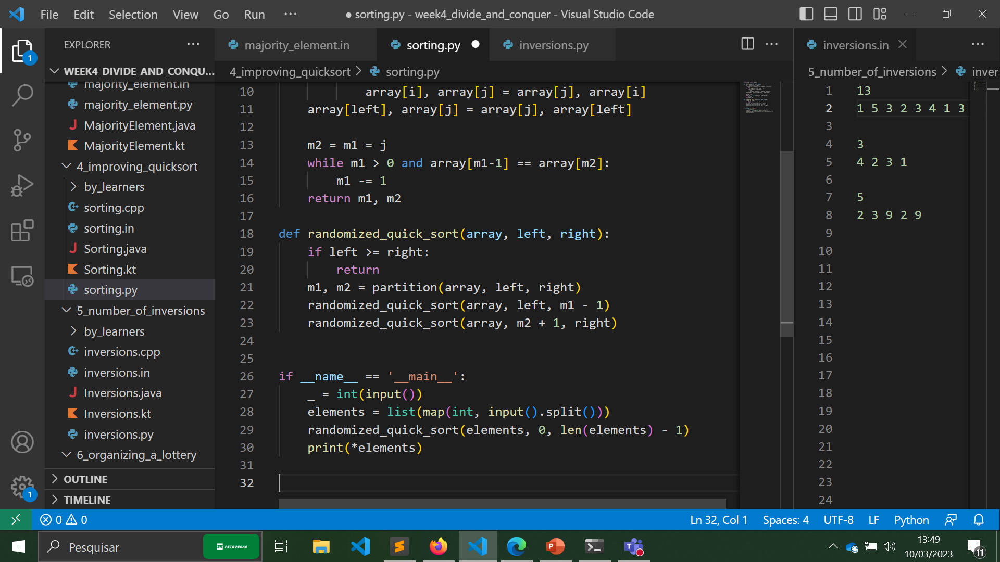 File Edit Selection View Go Run ··· ● sorting.py - week4_divide_and_conquer - Visual Studio Code
EXPLORER
WEEK4_DIVIDE_AND_CONQU...
majority_element.in
majority_element.py
MajorityElement.java
MajorityElement.kt
4_improving_quicksort
by_learners
sorting.cpp
sorting.in
Sorting.java
Sorting.kt
sorting.py
5_number_of_inversions
by_learners
inversions.cpp
inversions.in
Inversions.java
Inversions.kt
inversions.py
6_organizing_a_lottery
OUTLINE
TIMELINE
1
1
majority_element.in sorting.py ● inversions.py
4_improving_quicksort > sorting.py
10 array[i], array[j] = array[j], array[i]
11 array[left], array[j] = array[j], array[left]
12
13 m2 = m1 = j
14 while m1 > 0 and array[m1-1] == array[m2]:
15 m1 -= 1
16 return m1, m2
17
18 def randomized_quick_sort(array, left, right):
19 if left >= right:
20 return
21 m1, m2 = partition(array, left, right)
22 randomized_quick_sort(array, left, m1 - 1)
23 randomized_quick_sort(array, m2 + 1, right)
24
25
26 if __name__ == '__main__':
27 _ = int(input())
28 elements = list(map(int, input().split()))
29 randomized_quick_sort(elements, 0, len(elements) - 1)
30 print(*elements)
31
32
inversions.in
5_number_of_inversions > inver
1 13
2 1 5 3 2 3 4 1 3
3
4 3
5 4 2 3 1
6
7 5
8 2 3 9 2 9
9
10
11
12
13
14
15
16
17
18
19
20
21
22
23
24
0 0 Ln 32, Col 1 Spaces: 4 UTF-8 LF Python
Pesquisar BR PETROBRAS
13:49
10/03/2023
11